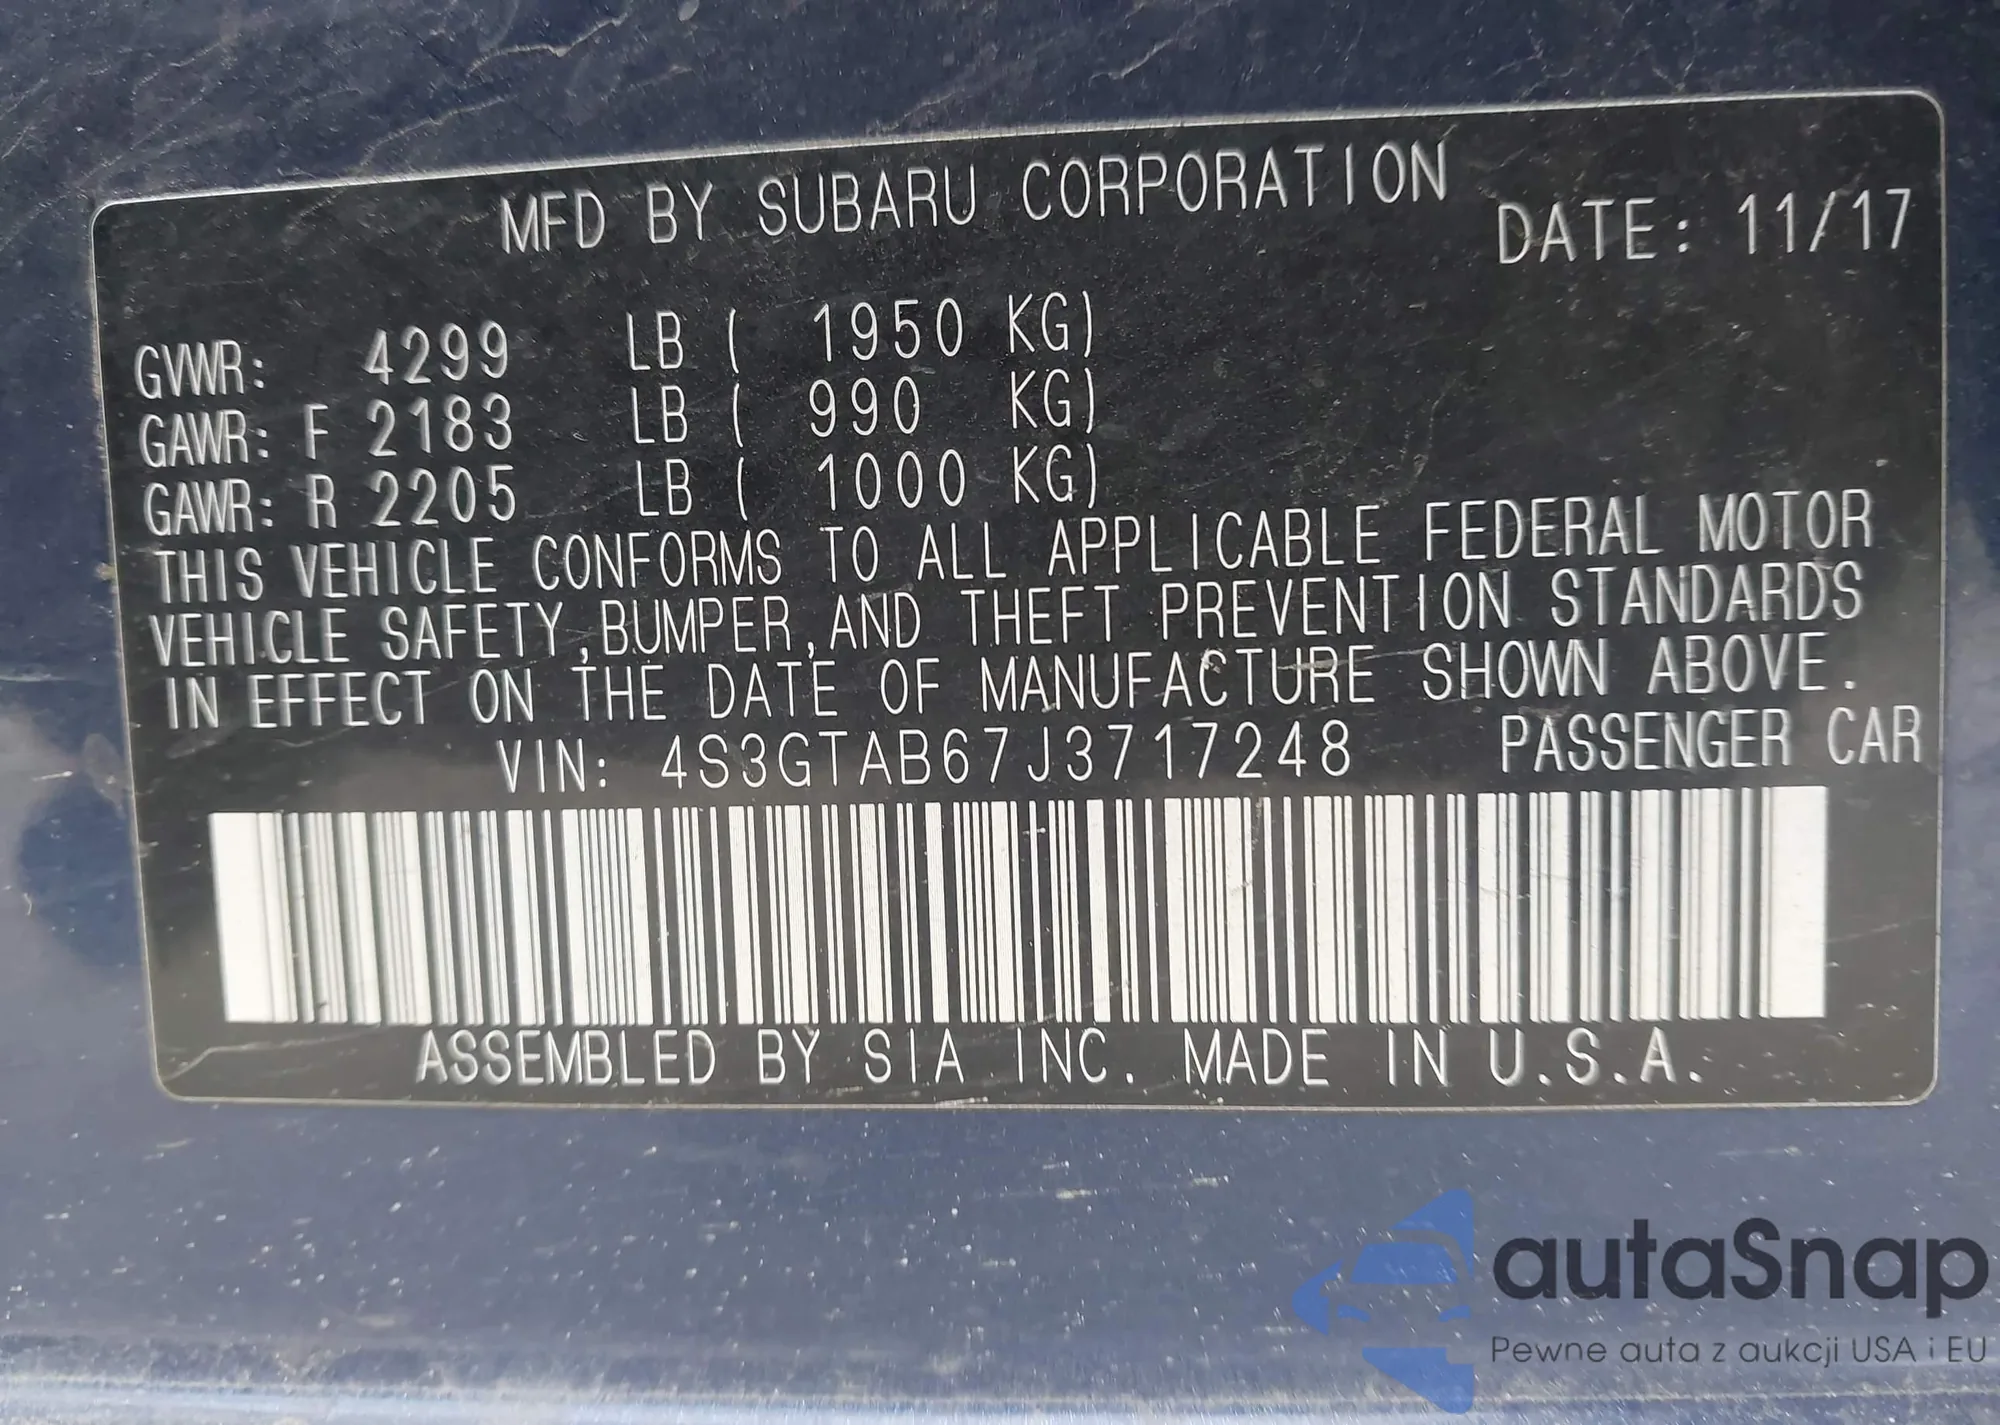 MFD BY SUBARU CORPORATION DATE: 11/17
GVWR: 4299 LB ( 1950 KG)
GAWR: F 2183 LB ( 990 KG)
GAWR: R 2205 LB ( 1000 KG)
THIS VEHICLE CONFORMS TO ALL APPLICABLE FEDERAL MOTOR
VEHICLE SAFETY,BUMPER,AND THEFT PREVENTION STANDARDS
IN EFFECT ON THE DATE OF MANUFACTURE SHOWN ABOVE.
VIN: 4S3GTAB67J3717248 PASSENGER CAR
ASSEMBLED BY SIA INC. MADE IN U.S.A.
autaSnap
Pewne auta z aukcji USA i EU